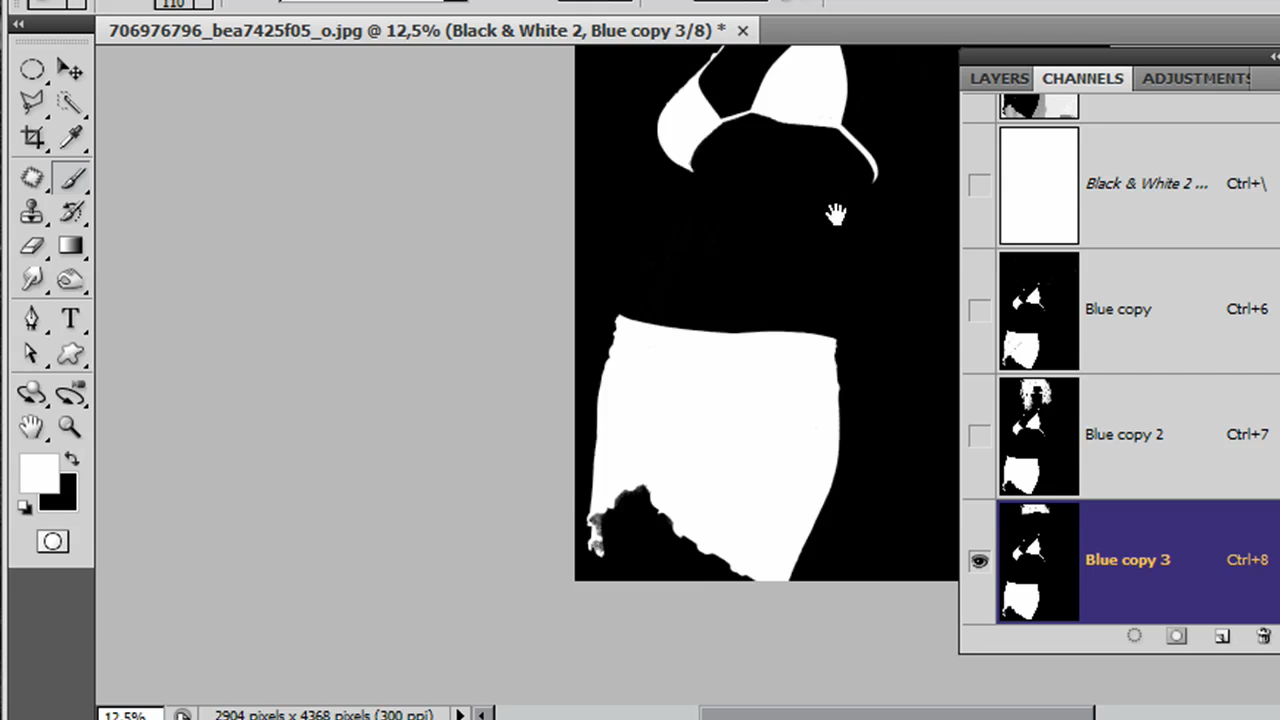 110
706976796_bea7425f05_o.jpg @ 12,5% (Black & White 2, Blue copy 3/8) *
LAYERS CHANNELS ADJUSTMENTS
Black & White 2 ... Ctrl+\
Blue copy Ctrl+6
Blue copy 2 Ctrl+7
Blue copy 3 Ctrl+8
T
12,5% 2904 pixels x 4368 pixels (300 ppi)